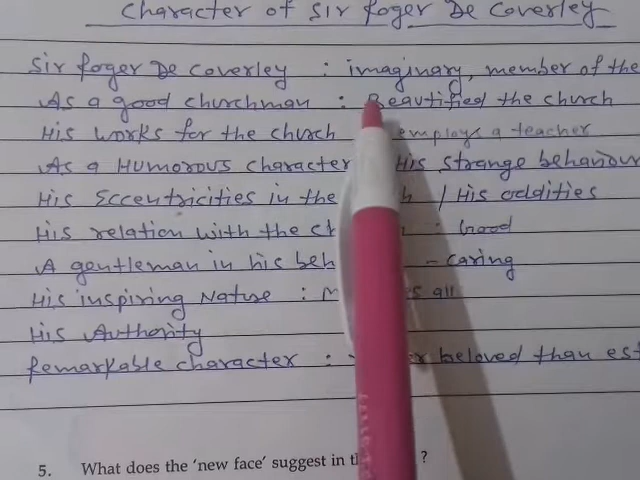 Character of Sir Roger De Coverley
Sir Roger De Coverley : imaginary, member of the
As a good churchman : Beautified the church
His works for the church employs a teacher
As a Humorous character His strange behaviour
His Eccentricities in the / His oddities
His relation with the : Good
A gentleman in his - caring
His inspiring Nature : all
His Authority
Remarkable character : beloved than
5. What does the 'new face' suggest in ?